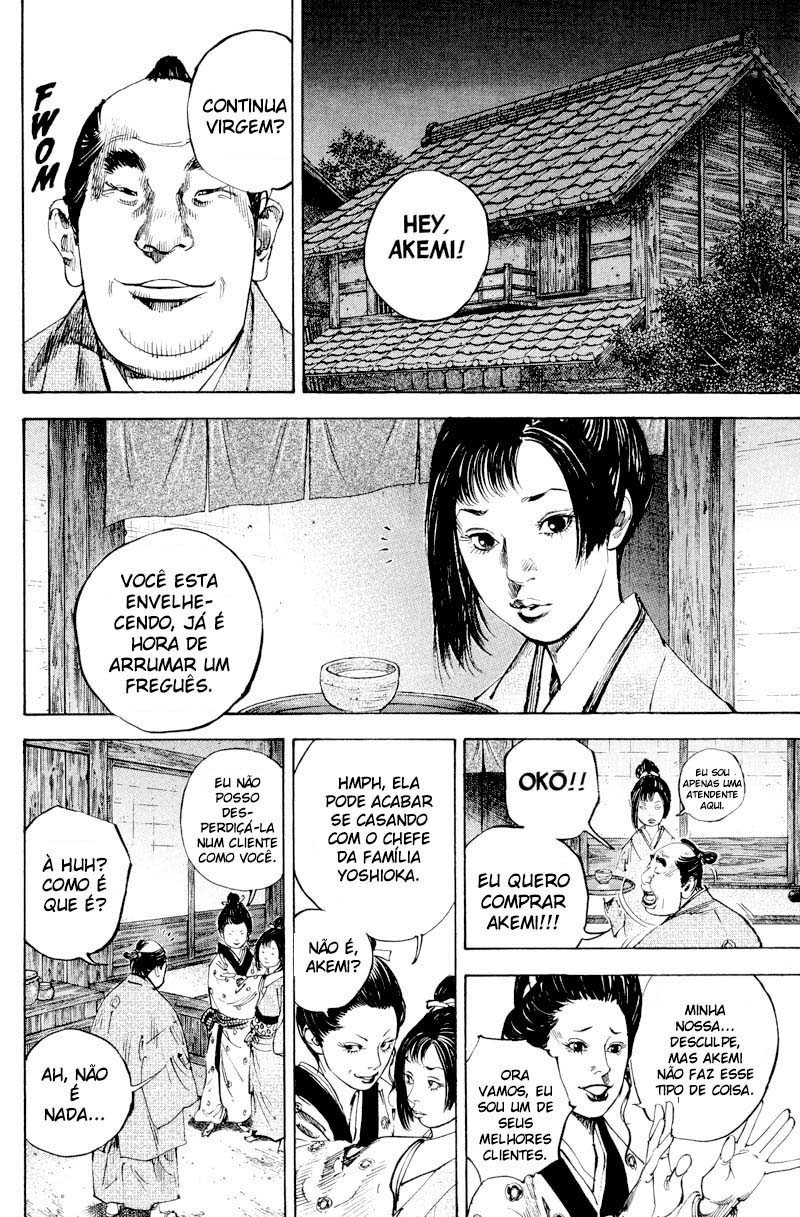 HEY,
AKEMI!
CONTINUA
VIRGEM?
FWOM
VOCÊ ESTA
ENVELHE-
CENDO, JÁ É
HORA DE
ARRUMAR UM
FREGUÊS.
EU SOU
APENAS UMA
ATENDENTE
AQUI.
OKŌ!!
EU QUERO
COMPRAR
AKEMI!!!
MINHA
NOSSA...
DESCULPE,
MAS AKEMI
NÃO FAZ ESSE
TIPO DE COISA.
ORA
VAMOS, EU
SOU UM DE
SEUS
MELHORES
CLIENTES.
HMPH, ELA
PODE ACABAR
SE CASANDO
COM O CHEFE
DA FAMÍLIA
YOSHIOKA.
NÃO É,
AKEMI?
EU NÃO
POSSO
DES-
PERDIÇÁ-LA
NUM CLIENTE
COMO VOCÊ.
À HUH?
COMO É
QUE É?
AH, NÃO
É
NADA...